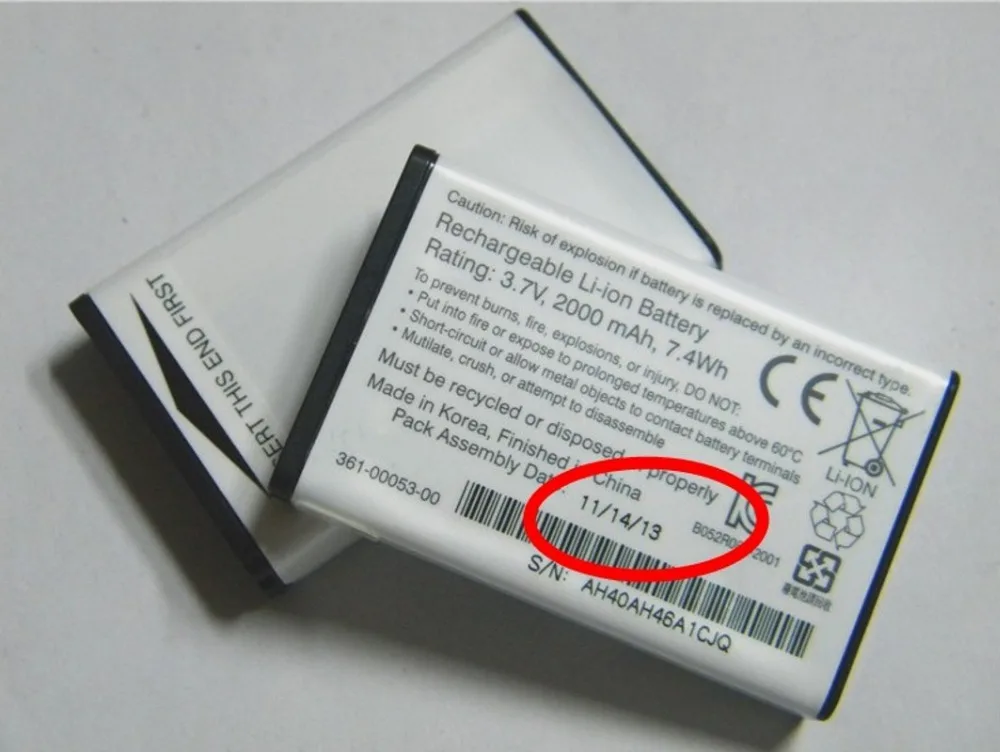 Caution: Risk of explosion if battery is replaced by an incorrect type.
Rechargeable Li-ion Battery
Rating: 3.7V, 2000 mAh, 7.4Wh
To prevent burns, fire, explosions, or injury, DO NOT:
• Put into fire or expose to prolonged temperatures above 60°C
• Short-circuit or allow metal objects to contact battery terminals
• Mutilate, crush, or attempt to disassemble
Must be recycled or disposed properly
Made in Korea, Finished in China
Pack Assembly Date:
11/14/13
361-00053-00
S/N: AH40AH46A1CJQ
CE
LI-ION
THIS END FIRST